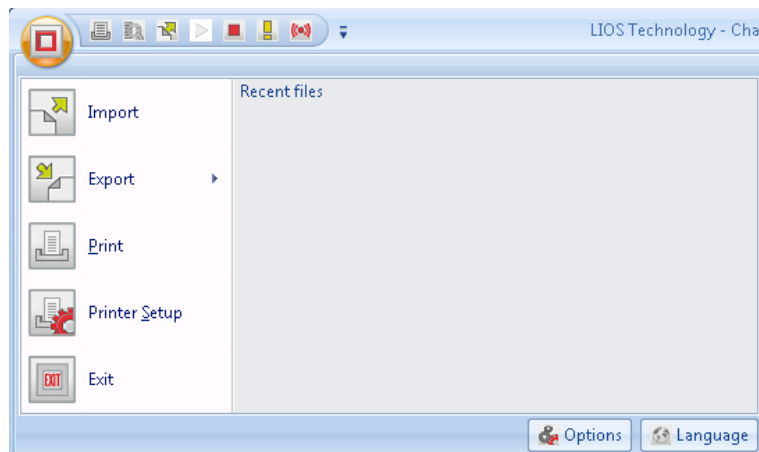 LIOS Technology - Cha
Recent files
Import
Export
Print
Printer Setup
EXIT
Exit
Options
Language